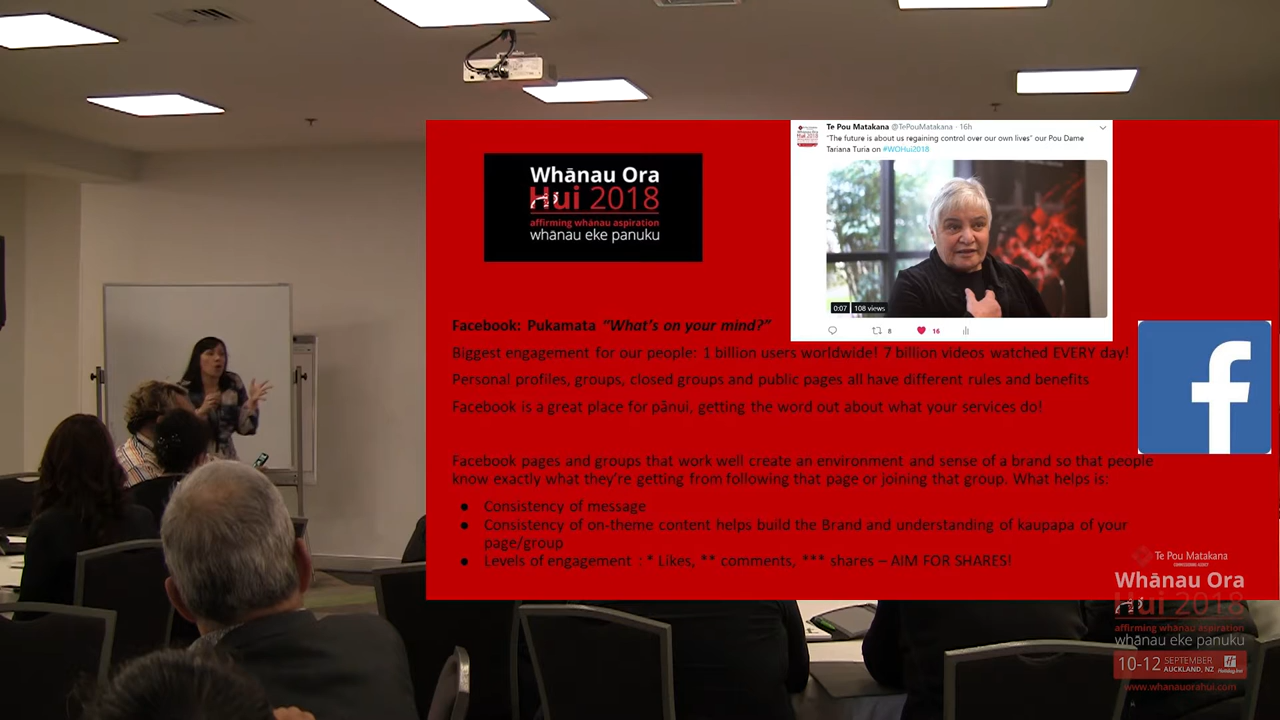 Te Pou Matakana @TePouMatakana · 16h
"The future is about us regaining control over our own lives" our Pou Dame
Tariana Turia on #WOHui2018
0:07 108 views
8 16
Whānau Ora
Hui 2018
affirming whānau aspiration
whānau eke panuku
Facebook: Pukamata "What's on your mind?"
Biggest engagement for our people: 1 billion users worldwide! 7 billion videos watched EVERY day!
Personal profiles, groups, closed groups and public pages all have different rules and benefits
Facebook is a great place for pānui, getting the word out about what your services do!
f
Facebook pages and groups that work well create an environment and sense of a brand so that people
know exactly what they're getting from following that page or joining that group. What helps is:
● Consistency of message
● Consistency of on-theme content helps build the Brand and understanding of kaupapa of your
page/group
● Levels of engagement : * Likes, ** comments, *** shares – AIM FOR SHARES!
Te Pou Matakana
COMMISSIONING AGENCY
Whānau Ora
Hui 2018
affirming whānau aspiration
whānau eke panuku
10-12 SEPTEMBER
AUCKLAND, NZ
Holiday Inn
www.whanauorahui.com